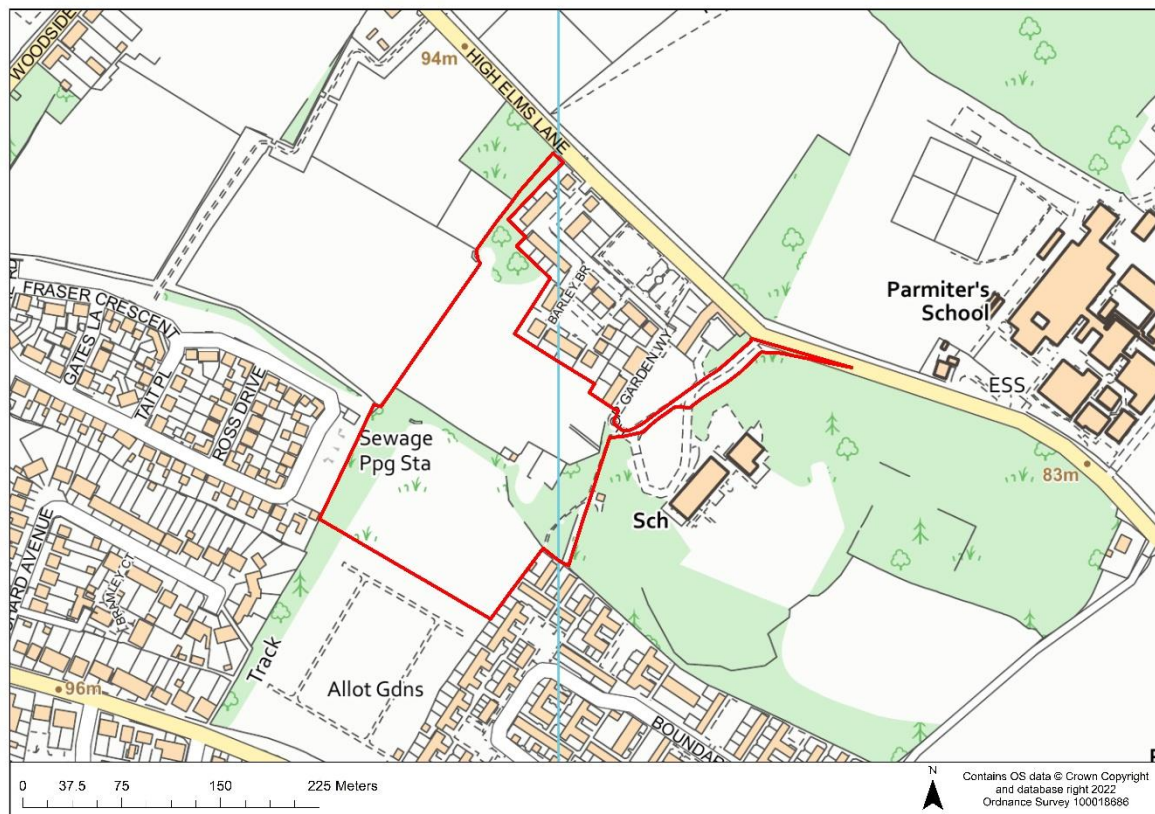 WOODSIDE
94m
HIGH ELMS LANE
Parmiter's
School
ESS
83m
FRASER CRESCENT
GATES LA
TAIT PL
ROSS DRIVE
BARLEY BR
GARDEN WY
Sewage
Ppg Sta
Sch
BRAMLEY CT
Track
96m
Allot Gdns
0 37.5 75 150 225 Meters
N
Contains OS data © Crown Copyright
and database right 2022
Ordnance Survey 100018686